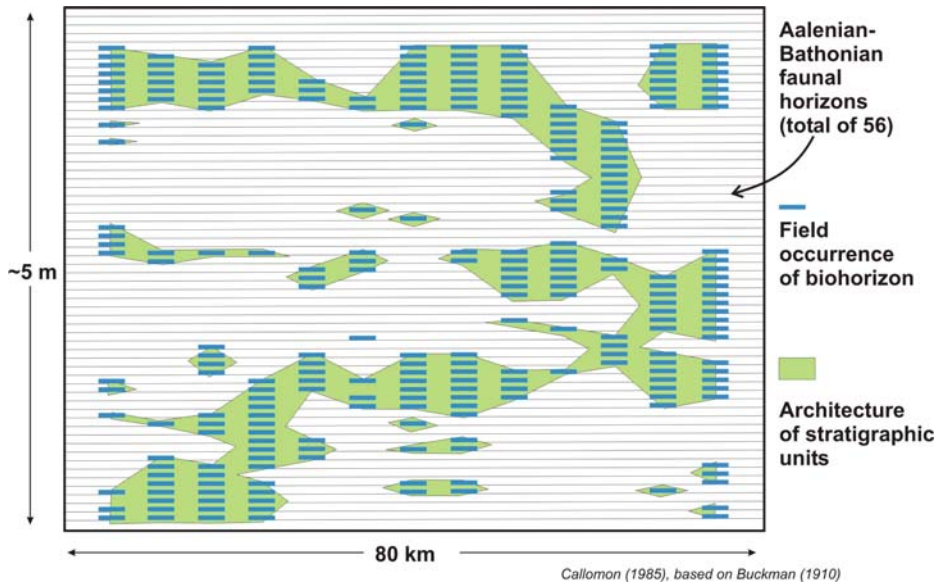 Aalenian-
Bathonian
faunal
horizons
(total of 56)
Field
occurrence
of biohorizon
Architecture
of stratigraphic
units
~5 m
80 km
Callomon (1985), based on Buckman (1910)